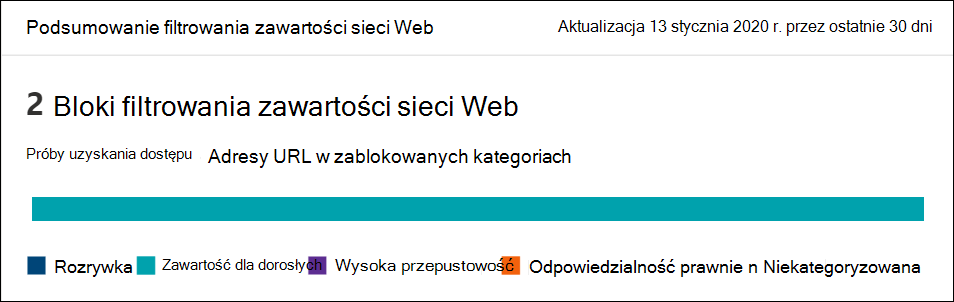 Podsumowanie filtrowania zawartości sieci Web Aktualizacja 13 stycznia 2020 r. przez ostatnie 30 dni
2 Bloki filtrowania zawartości sieci Web
Próby uzyskania dostępu Adresy URL w zablokowanych kategoriach
Rozrywka Zawartość dla dorosłych Wysoka przepustowość Odpowiedzialność prawnie n Niekategoryzowana